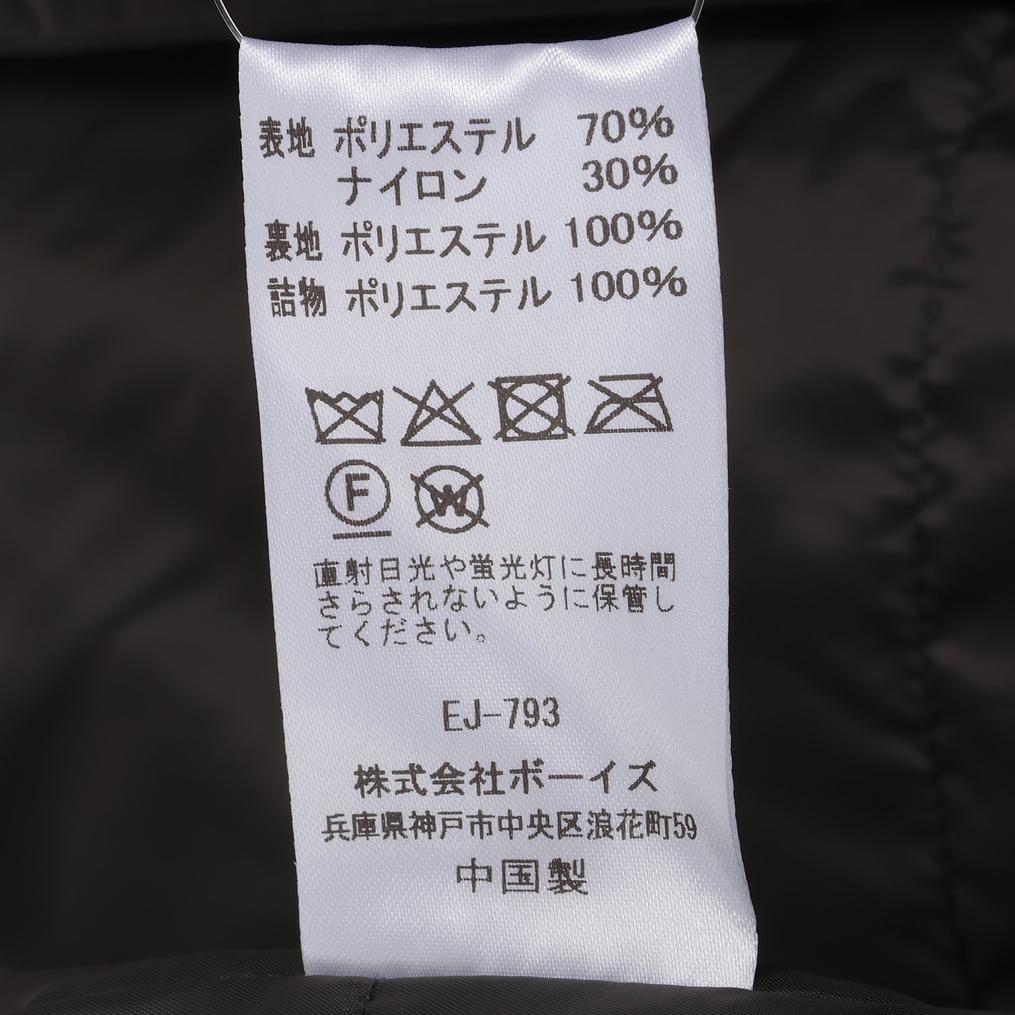 表地 ポリエステル 70%
ナイロン 30%
裏地 ポリエステル 100%
詰物 ポリエステル 100%
F W
直射日光や蛍光灯に長時間
さらされないように保管し
てください。
EJ-793
株式会社ボーイズ
兵庫県神戸市中央区浪花町59
中国製